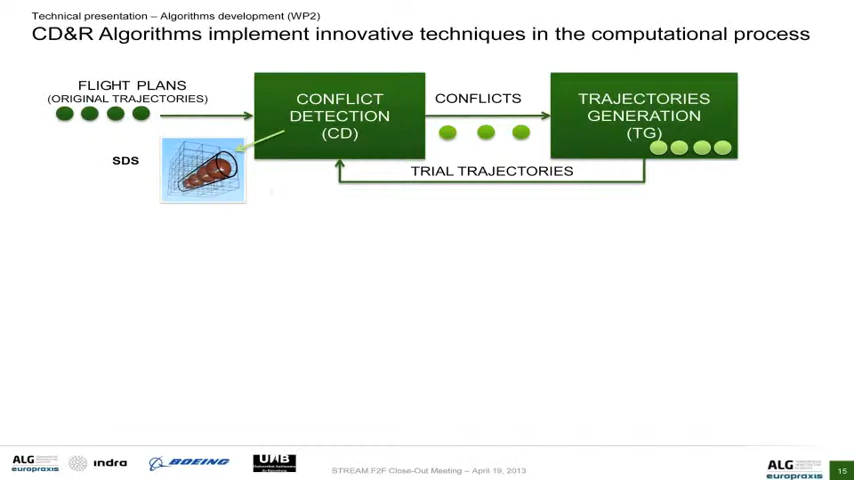 Technical presentation – Algorithms development (WP2)
CD&R Algorithms implement innovative techniques in the computational process
FLIGHT PLANS
(ORIGINAL TRAJECTORIES)
CONFLICT
DETECTION
(CD)
CONFLICTS
TRAJECTORIES
GENERATION
(TG)
SDS
TRIAL TRAJECTORIES
ALG
europraxis
indra
BOEING
UAB
STREAM.F2F Close-Out Meeting – April 19, 2013
ALG
europraxis
15